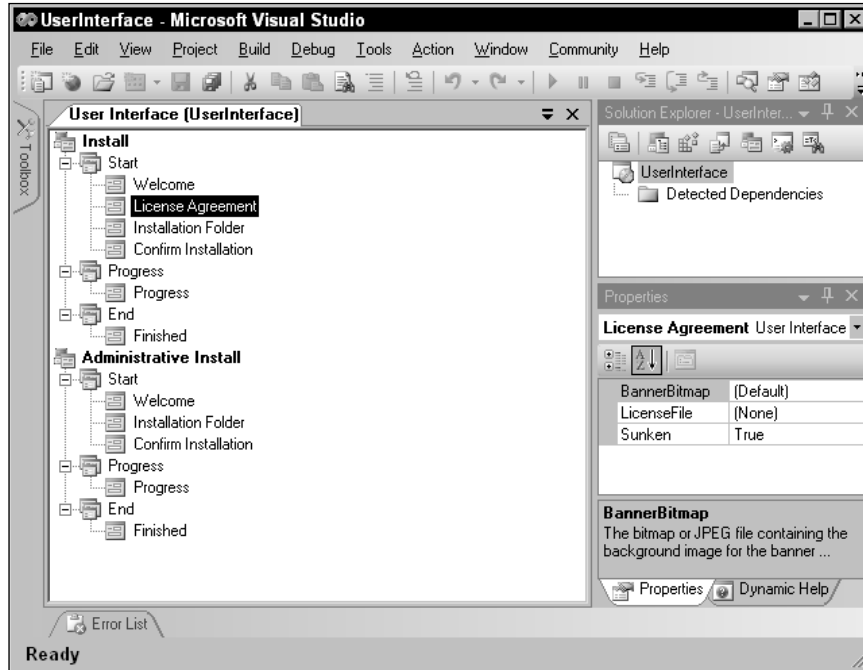 UserInterface - Microsoft Visual Studio
File Edit View Project Build Debug Tools Action Window Community Help
Toolbox
User Interface (UserInterface)
Install
Start
Welcome
License Agreement
Installation Folder
Confirm Installation
Progress
Progress
End
Finished
Administrative Install
Start
Welcome
Installation Folder
Confirm Installation
Progress
Progress
End
Finished
Solution Explorer - UserInter...
UserInterface
Detected Dependencies
Properties
License Agreement User Interface
BannerBitmap (Default)
LicenseFile (None)
Sunken True
BannerBitmap
The bitmap or JPEG file containing the
background image for the banner ...
Properties Dynamic Help
Error List
Ready